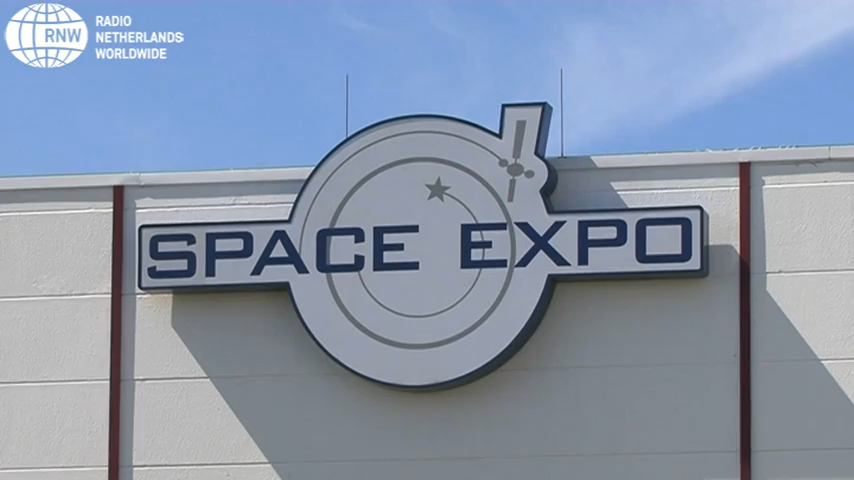 RNW
RADIO
NETHERLANDS
WORLDWIDE
SPACE EXPO